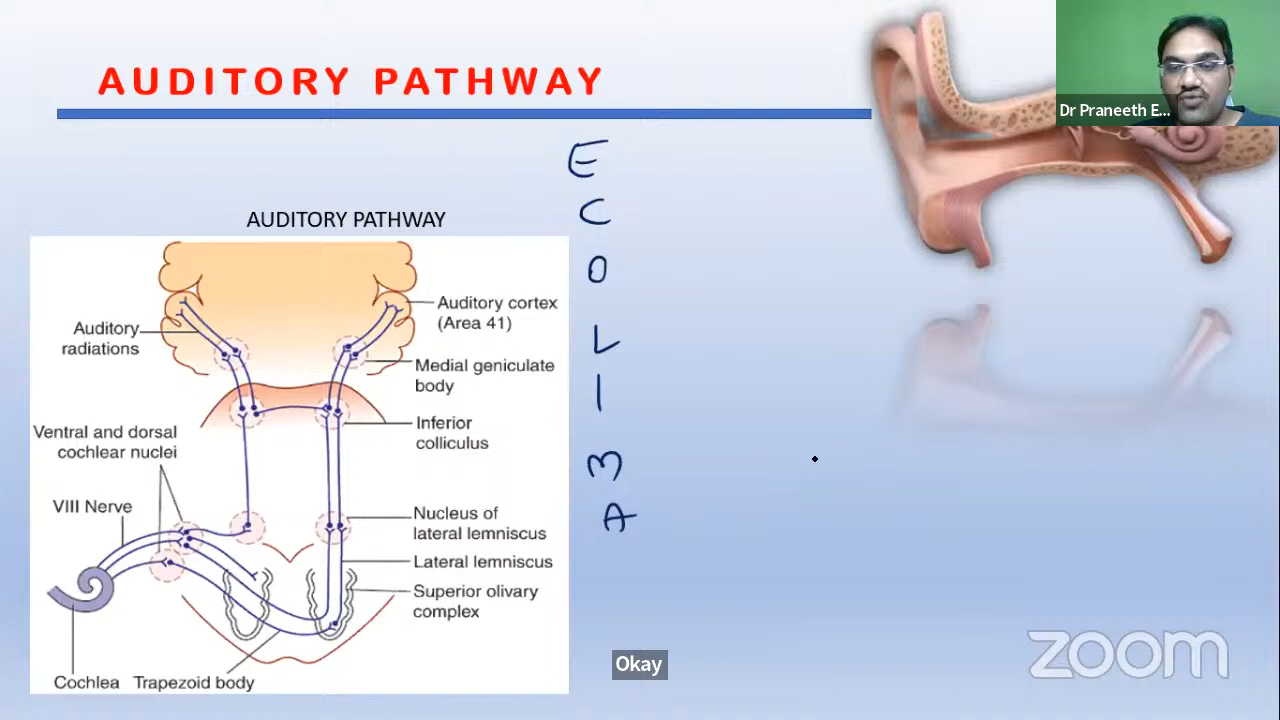 AUDITORY PATHWAY
Dr Praneeth E...
E
C
O
L
I
M
A
AUDITORY PATHWAY
Auditory cortex
(Area 41)
Auditory
radiations
Medial geniculate
body
Inferior
colliculus
Ventral and dorsal
cochlear nuclei
VIII Nerve
Nucleus of
lateral lemniscus
Lateral lemniscus
Superior olivary
complex
Cochlea
Trapezoid body
Okay
zoom